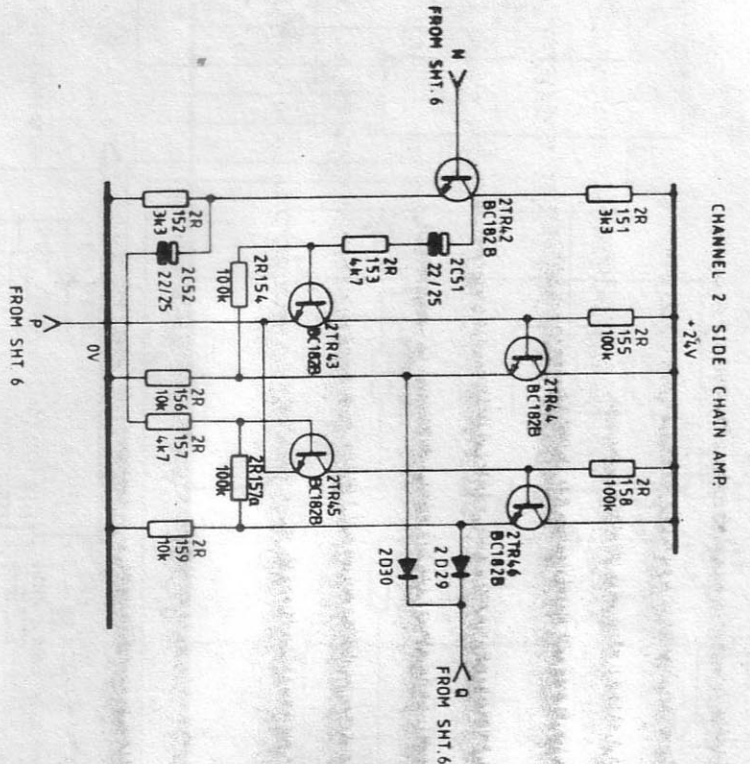 CHANNEL 2 SIDE CHAIN AMP.
+24V
N
FROM SHT. 6
2R
151
3k3
2TR42
BC182B
2R
152
3k3
2C52
22/25
2C51
22/25
2R
153
4k7
2R154
100k
2TR43
BC182B
2R
155
100k
2TR44
BC182B
0V
P
FROM SHT. 6
2R
156
10k
2R
157
4k7
2R157a
100k
2TR45
BC182B
2R
158
100k
2TR46
BC182B
2R
159
10k
2D30
2D29
Q
FROM SHT. 6